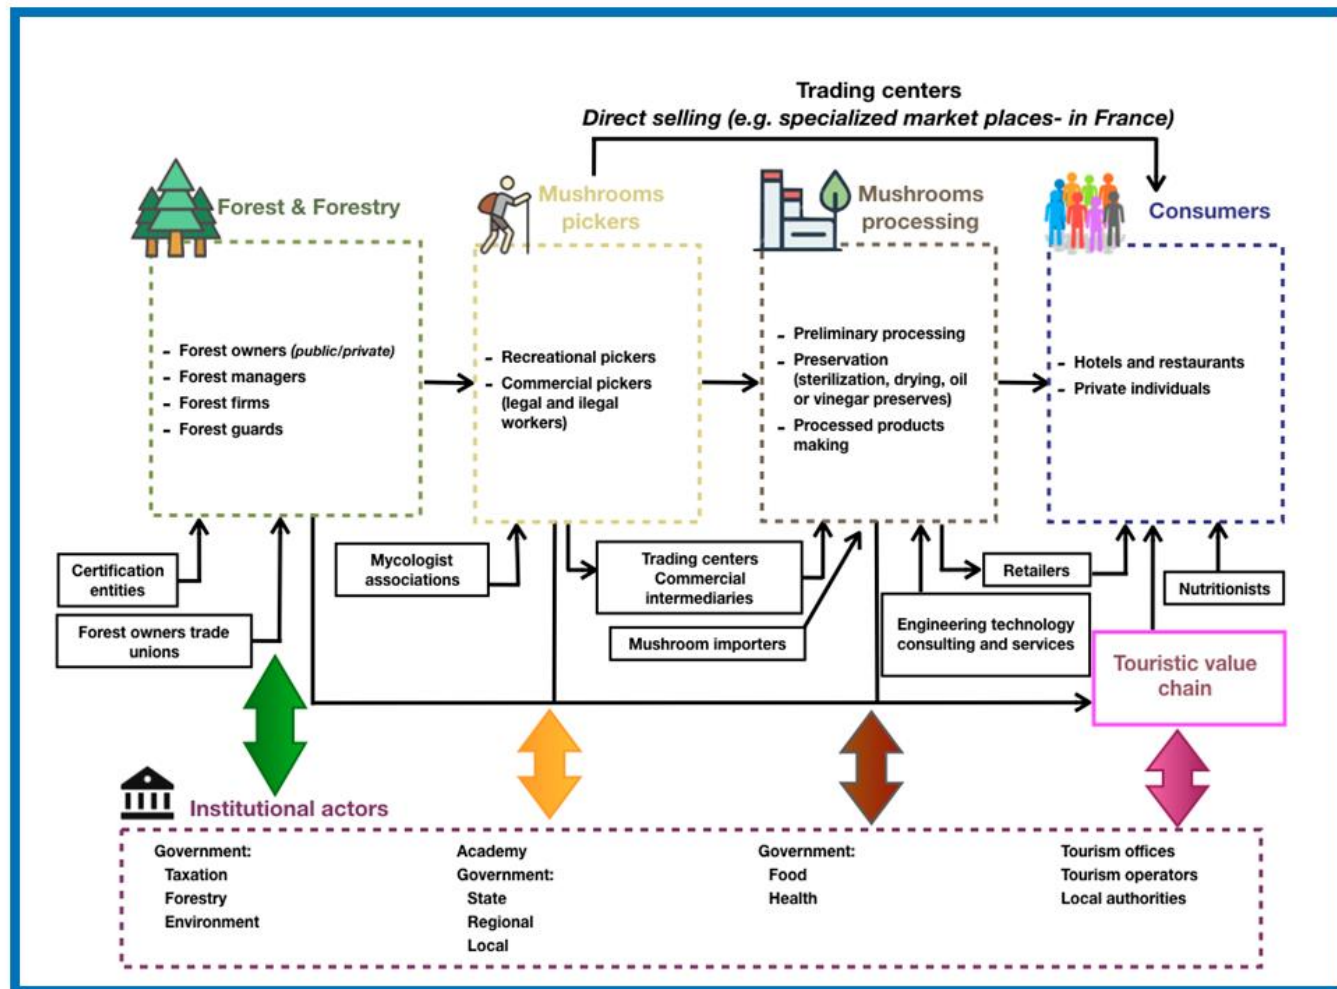 Trading centers
Direct selling (e.g. specialized market places- in France)
Forest & Forestry
Mushrooms
pickers
Mushrooms
processing
Consumers
- Forest owners (public/private)
- Forest managers
- Forest firms
- Forest guards
- Recreational pickers
- Commercial pickers
(legal and ilegal
workers)
- Preliminary processing
- Preservation
(sterilization, drying, oil
or vinegar preserves)
- Processed products
making
- Hotels and restaurants
- Private individuals
Certification
entities
Forest owners trade
unions
Mycologist
associations
Trading centers
Commercial
intermediaries
Mushroom importers
Engineering technology
consulting and services
Retailers
Nutritionists
Touristic value
chain
Institutional actors
Government:
Taxation
Forestry
Environment
Academy
Government:
State
Regional
Local
Government:
Food
Health
Tourism offices
Tourism operators
Local authorities